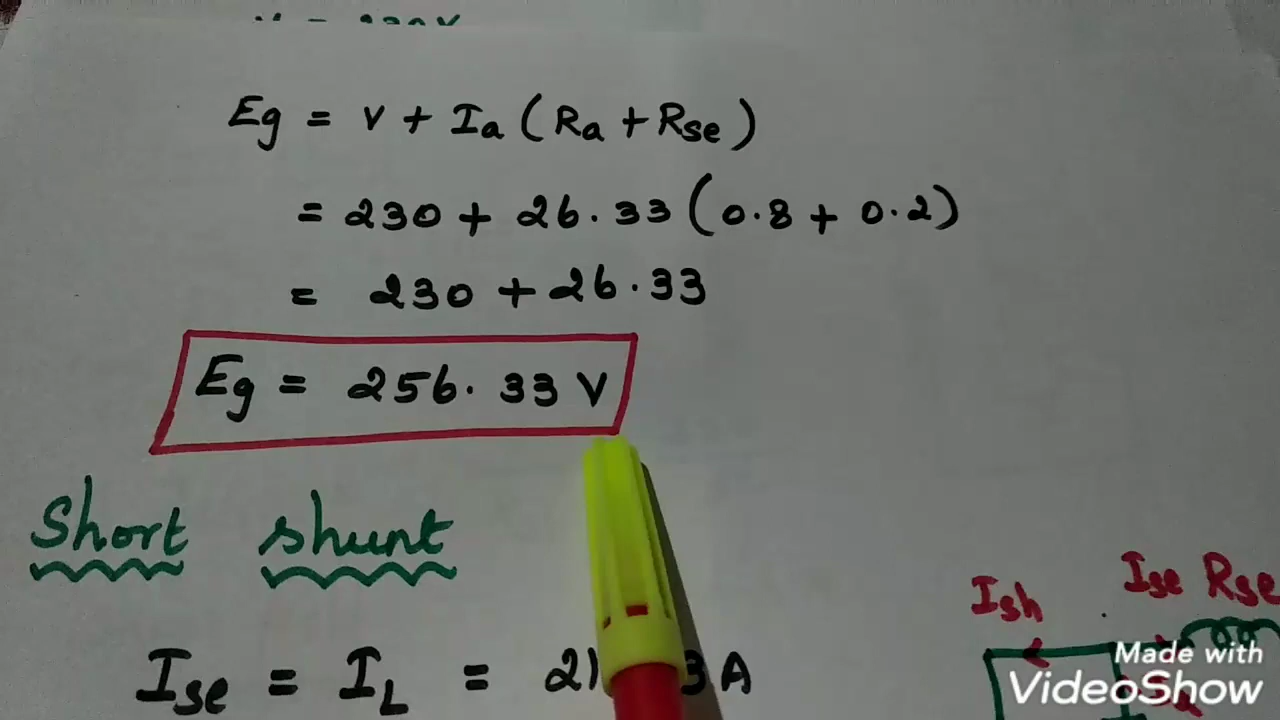 Eg = V + Ia (Ra + Rse)
= 230 + 26.33 (0.8 + 0.2)
= 230 + 26.33
Eg = 256.33 V
Short shunt
Ise = IL = 3A
Ish
Ise Rse
Made with
VideoShow